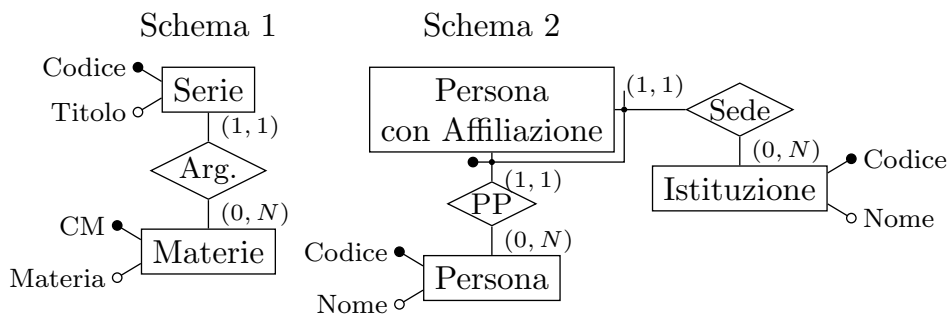 Schema 1
Schema 2
Codice
Serie
Titolo
(1, 1)
Arg.
(0, N)
CM
Materie
Materia
Persona
con Affiliazione
(1, 1)
Sede
(0, N)
Codice
Istituzione
Nome
(1, 1)
PP
(0, N)
Codice
Persona
Nome